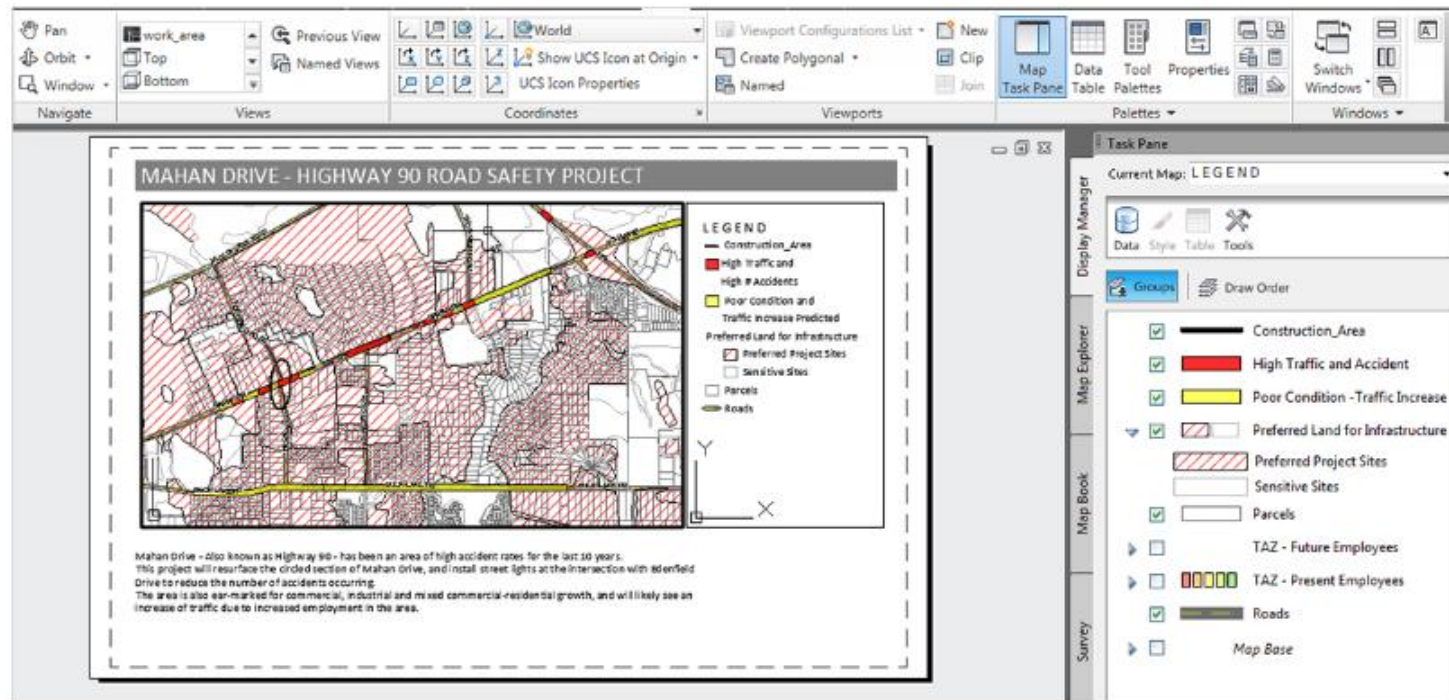 Pan
Orbit
Window
Navigate
work_area
Top
Bottom
Previous View
Named Views
Views
World
Show UCS Icon at Origin
UCS Icon Properties
Coordinates
Viewport Configurations List
Create Polygonal
Named
New
Clip
Join
Viewports
Map
Task Pane
Data
Table
Tool
Palettes
Properties
Palettes
Switch
Windows
Windows
A
MAHAN DRIVE - HIGHWAY 90 ROAD SAFETY PROJECT
LEGEND
Construction_Area
High Traffic and
High # Accidents
Poor Condition and
Traffic Increase Predicted
Preferred Land for Infrastructure
Preferred Project Sites
Sensitive Sites
Parcels
Roads
Y
X
Mahan Drive - Also known as Highway 90 - has been an area of high accident rates for the last 10 years.
This project will resurface the circled section of Mahan Drive, and install street lights at the intersection with Edenfield
Drive to reduce the number of accidents occurring.
The area is also ear-marked for commercial, industrial and mixed commercial-residential growth, and will likely see an
increase of traffic due to increased employment in the area.
Task Pane
Current Map: LEGEND
Display Manager
Map Explorer
Map Book
Survey
Data Style Table Tools
Groups
Draw Order
Construction_Area
High Traffic and Accident
Poor Condition - Traffic Increase
Preferred Land for Infrastructure
Preferred Project Sites
Sensitive Sites
Parcels
TAZ - Future Employees
TAZ - Present Employees
Roads
Map Base